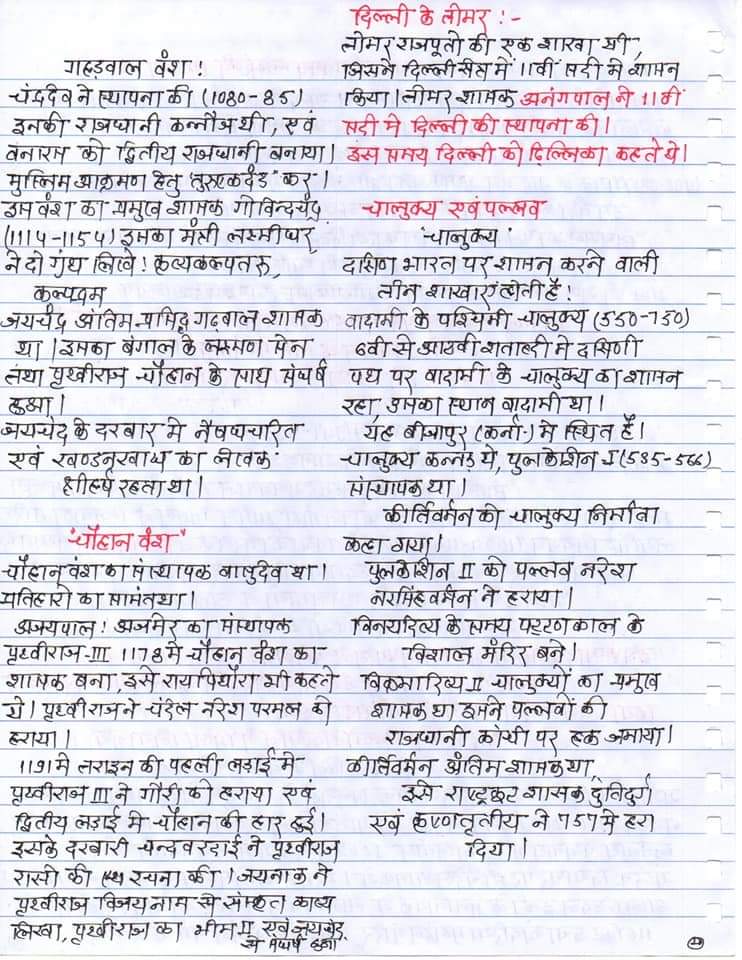 गहड़वाल वंश!
चंद्रदेव ने स्थापना की (1080-85)
इनकी राजधानी कन्नौज थी, एवं
बनारस को द्वितीय राजधानी बनाया।
मुस्लिम आक्रमण हेतु "तुरुष्कदंड" कर।
इस वंश का प्रमुख शासक गोविन्दचंद्र
(1114-1154) इसका मंत्री लक्ष्मीधर,
ने दो ग्रंथ लिखे! कृत्यकल्पतरु,
कल्पद्रुम
जयचंद्र अंतिम प्रसिद्ध गढ़वाल शासक
था। इसका बंगाल के लक्ष्मण सेन
तथा पृथ्वीराज चौहान के साथ संघर्ष
हुआ।
जयचंद के दरबार में नैषधचरित
एवं खण्डनखाद्य का लेखक
श्रीहर्ष रहता था।
"चौहान वंश"
चौहान वंश का संस्थापक वासुदेव था।
प्रतिहारों का सामंत था।
अजयपाल! अजमेर का संस्थापक
पृथ्वीराज-III 1178 में चौहान वंश का
शासक बना, इसे राय पिथौरा भी कहते
थे। पृथ्वीराज ने चंदेल नरेश परमल को
हराया।
1191 में तराइन की पहली लड़ाई में
पृथ्वीराज III ने गौरी को हराया एवं
द्वितीय लड़ाई में चौहान की हार हुई।
इसके दरबारी चन्दवरदाई ने पृथ्वीराज
रासो की रचना की। जयनाक ने
पृथ्वीराज विजय नाम से संस्कृत काव्य
लिखा, पृथ्वीराज का भीम II एवं जयचंद्र
से संघर्ष हुआ।
दिल्ली के तोमर :-
तोमर राजपूतों की एक शाखा थी,
जिसने दिल्ली क्षेत्र में 11वीं सदी में शासन
किया। तोमर शासक अनंगपाल ने 11वीं
सदी में दिल्ली की स्थापना की।
इस समय दिल्ली को दिल्लिका कहते थे।
चालुक्य एवं पल्लव
'चालुक्य'
दक्षिण भारत पर शासन करने वाली
तीन शाखाएं होती है!
वादामी के पश्चिमी चालुक्य (550-750)
6वी से आठवी शताब्दी में दक्षिणी
पथ पर वादामी के चालुक्य का शासन
रहा, उसका स्थान वादामी था।
यह बीजापुर (कर्ना॰) में स्थित है।
चालुक्य कन्नड़ थे, पुलकेशिन I (535-566)
संस्थापक था।
कीर्तिवर्मन को चालुक्य निर्माता
कहा गया।
पुलकेशिन II को पल्लव नरेश
नरसिंहवर्मन ने हराया।
विनयादित्य के समय पट्टण काल के
विशाल मंदिर बने।
विक्रमादित्य II चालुक्यों का प्रमुख
शासक था इसने पल्लवों की
राजधानी कांची पर हक जमाया।
कीर्तिवर्मन अंतिम शासक था,
इसे राष्ट्रकूट शासक दंतिदुर्ग
एवं कृष्ण तृतीय ने 757 में हरा
दिया।